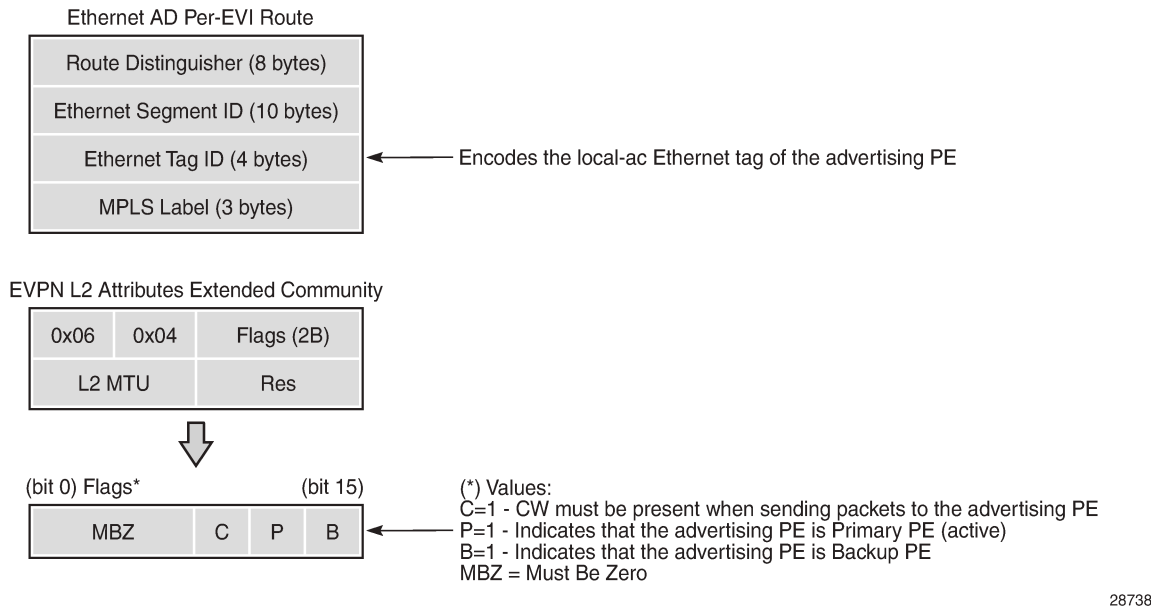 Ethernet AD Per-EVI Route
Route Distinguisher (8 bytes)
Ethernet Segment ID (10 bytes)
Ethernet Tag ID (4 bytes)
Encodes the local-ac Ethernet tag of the advertising PE
MPLS Label (3 bytes)
EVPN L2 Attributes Extended Community
0x06 0x04 Flags (2B)
L2 MTU Res
(bit 0) Flags* (bit 15)
MBZ C P B
(*) Values:
C=1 - CW must be present when sending packets to the advertising PE
P=1 - Indicates that the advertising PE is Primary PE (active)
B=1 - Indicates that the advertising PE is Backup PE
MBZ = Must Be Zero
28738